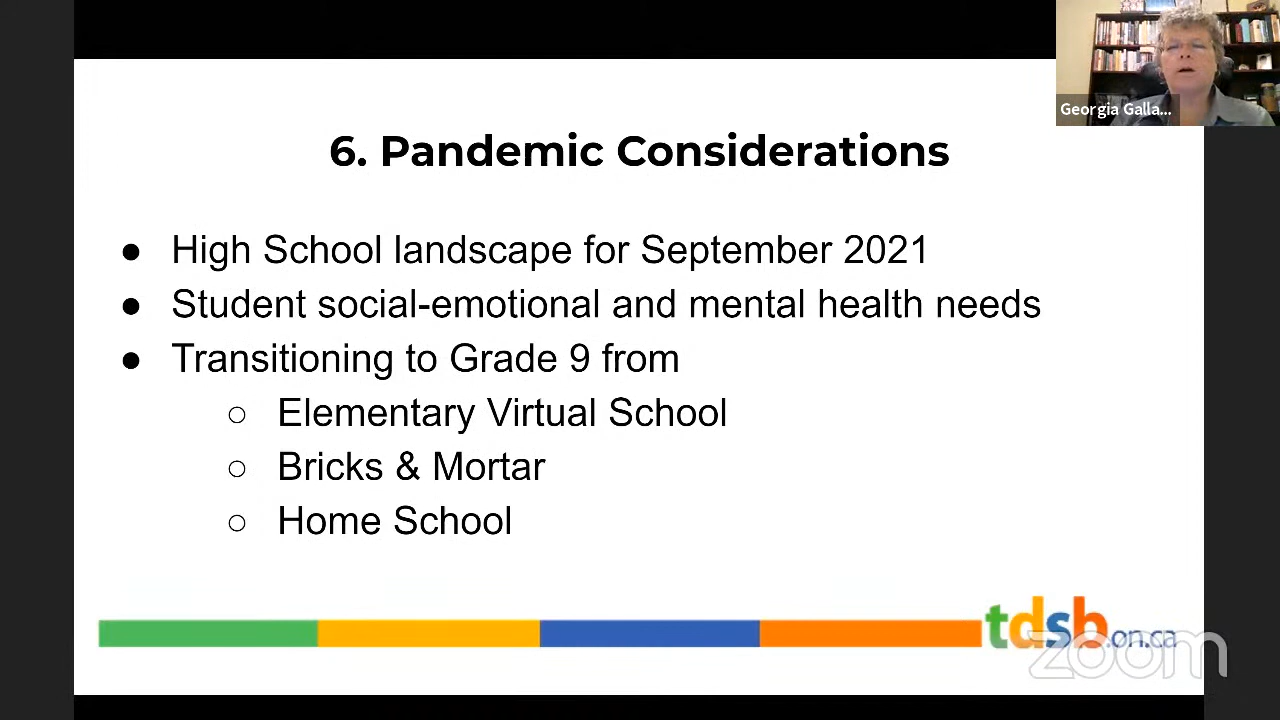 Georgia Galla...
6. Pandemic Considerations
● High School landscape for September 2021
● Student social-emotional and mental health needs
● Transitioning to Grade 9 from
○ Elementary Virtual School
○ Bricks & Mortar
○ Home School
tdsb.on.ca
zoom